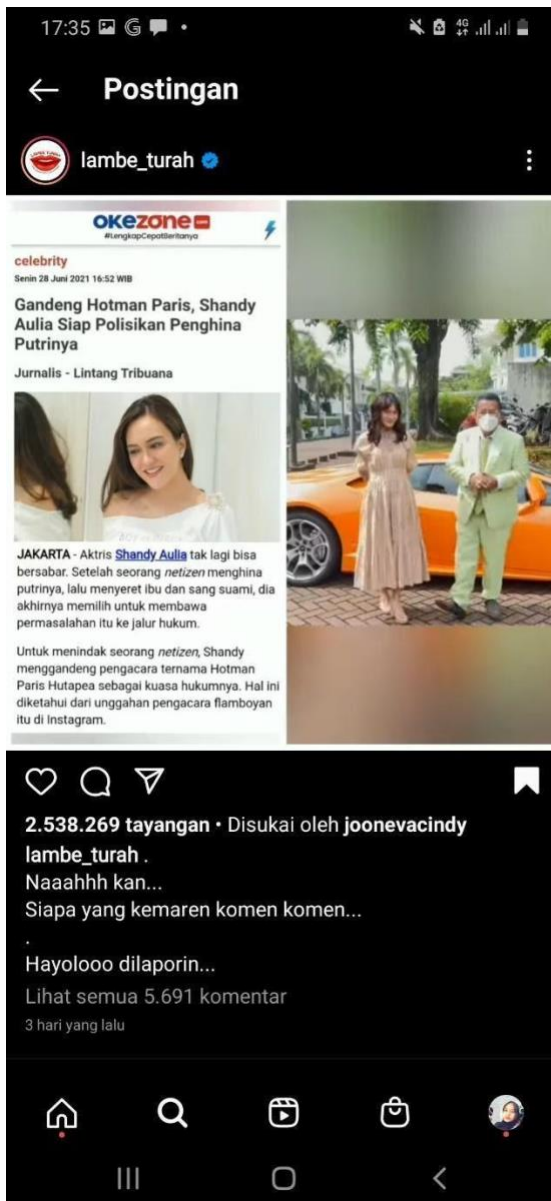 17:35
4G
Postingan
lambe_turah
okezone.com
#LengkapCepatBeritanya
celebrity
Senin 28 Juni 2021 16:52 WIB
Gandeng Hotman Paris, Shandy
Aulia Siap Polisikan Penghina
Putrinya
Jurnalis - Lintang Tribuana
JAKARTA - Aktris Shandy Aulia tak lagi bisa
bersabar. Setelah seorang netizen menghina
putrinya, lalu menyeret ibu dan sang suami, dia
akhirnya memilih untuk membawa
permasalahan itu ke jalur hukum.
Untuk menindak seorang netizen, Shandy
menggandeng pengacara ternama Hotman
Paris Hutapea sebagai kuasa hukumnya. Hal ini
diketahui dari unggahan pengacara flamboyan
itu di Instagram.
2.538.269 tayangan • Disukai oleh joonevacindy
lambe_turah .
Naaahhh kan...
Siapa yang kemaren komen komen...
.
Hayolooo dilaporin...
Lihat semua 5.691 komentar
3 hari yang lalu